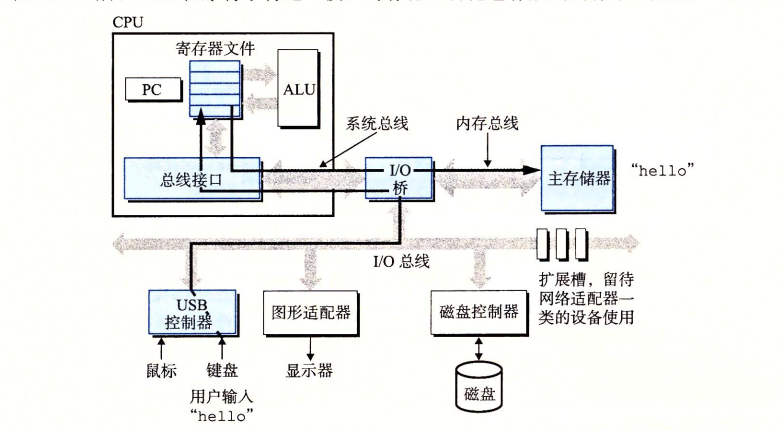 CPU
寄存器文件
PC
ALU
系统总线
内存总线
总线接口
I/O
桥
主存储器
“hello”
I/O 总线
扩展槽，留待
网络适配器一
类的设备使用
USB
控制器
图形适配器
磁盘控制器
鼠标
键盘
显示器
用户输入
“hello”
磁盘